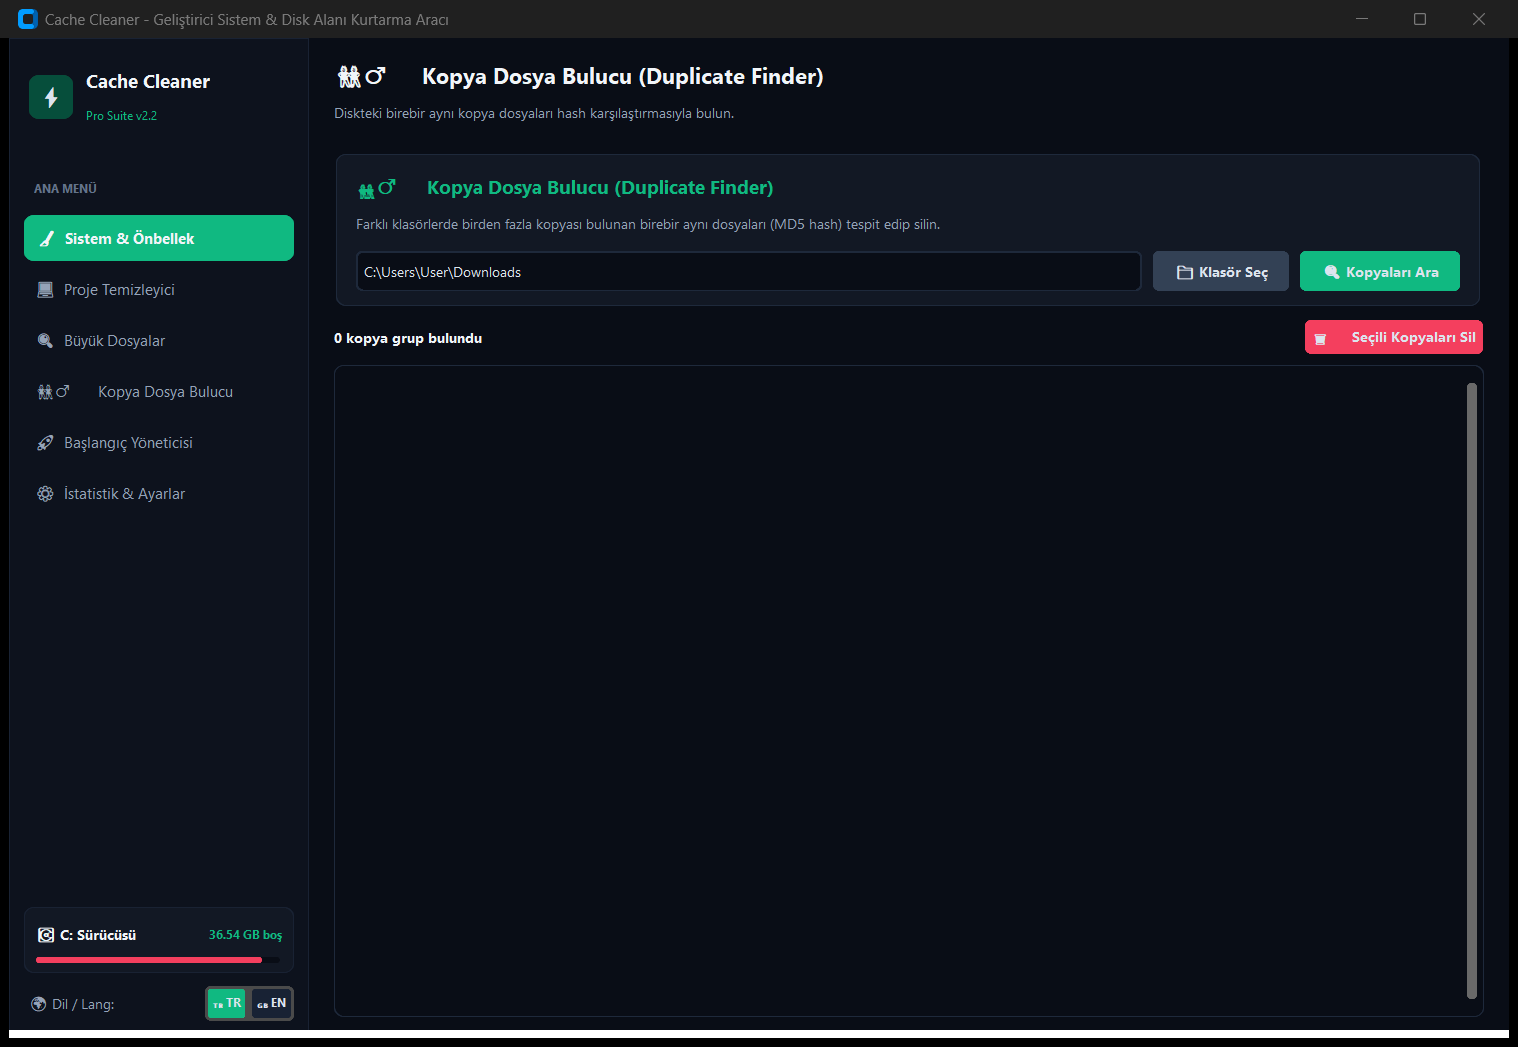 Cache Cleaner - Geliştirici Sistem & Disk Alanı Kurtarma Aracı
Cache Cleaner
Pro Suite v2.2
ANA MENÜ
Sistem & Önbellek
Proje Temizleyici
Büyük Dosyalar
Kopya Dosya Bulucu
Başlangıç Yöneticisi
İstatistik & Ayarlar
C: Sürücüsü
36.54 GB boş
Dil / Lang:
TR TR
GB EN
Kopya Dosya Bulucu (Duplicate Finder)
Diskteki birebir aynı kopya dosyaları hash karşılaştırmasıyla bulun.
Kopya Dosya Bulucu (Duplicate Finder)
Farklı klasörlerde birden fazla kopyası bulunan birebir aynı dosyaları (MD5 hash) tespit edip silin.
C:\Users\User\Downloads
Klasör Seç
Kopyaları Ara
0 kopya grup bulundu
Seçili Kopyaları Sil